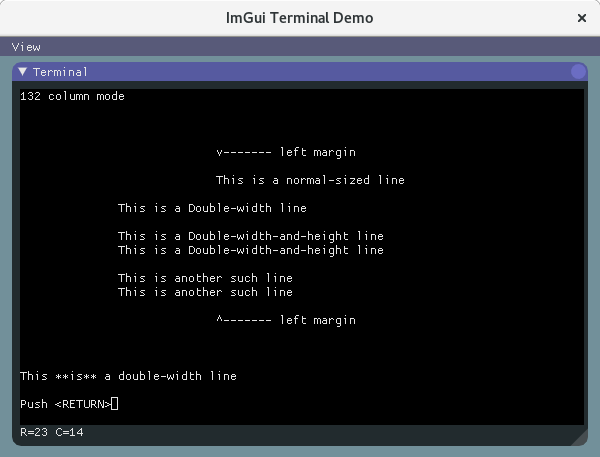 ImGui Terminal Demo
View
Terminal
132 column mode
v------- left margin
This is a normal-sized line
This is a Double-width line
This is a Double-width-and-height line
This is a Double-width-and-height line
This is another such line
This is another such line
^------- left margin
This **is** a double-width line
Push <RETURN>
R=23 C=14